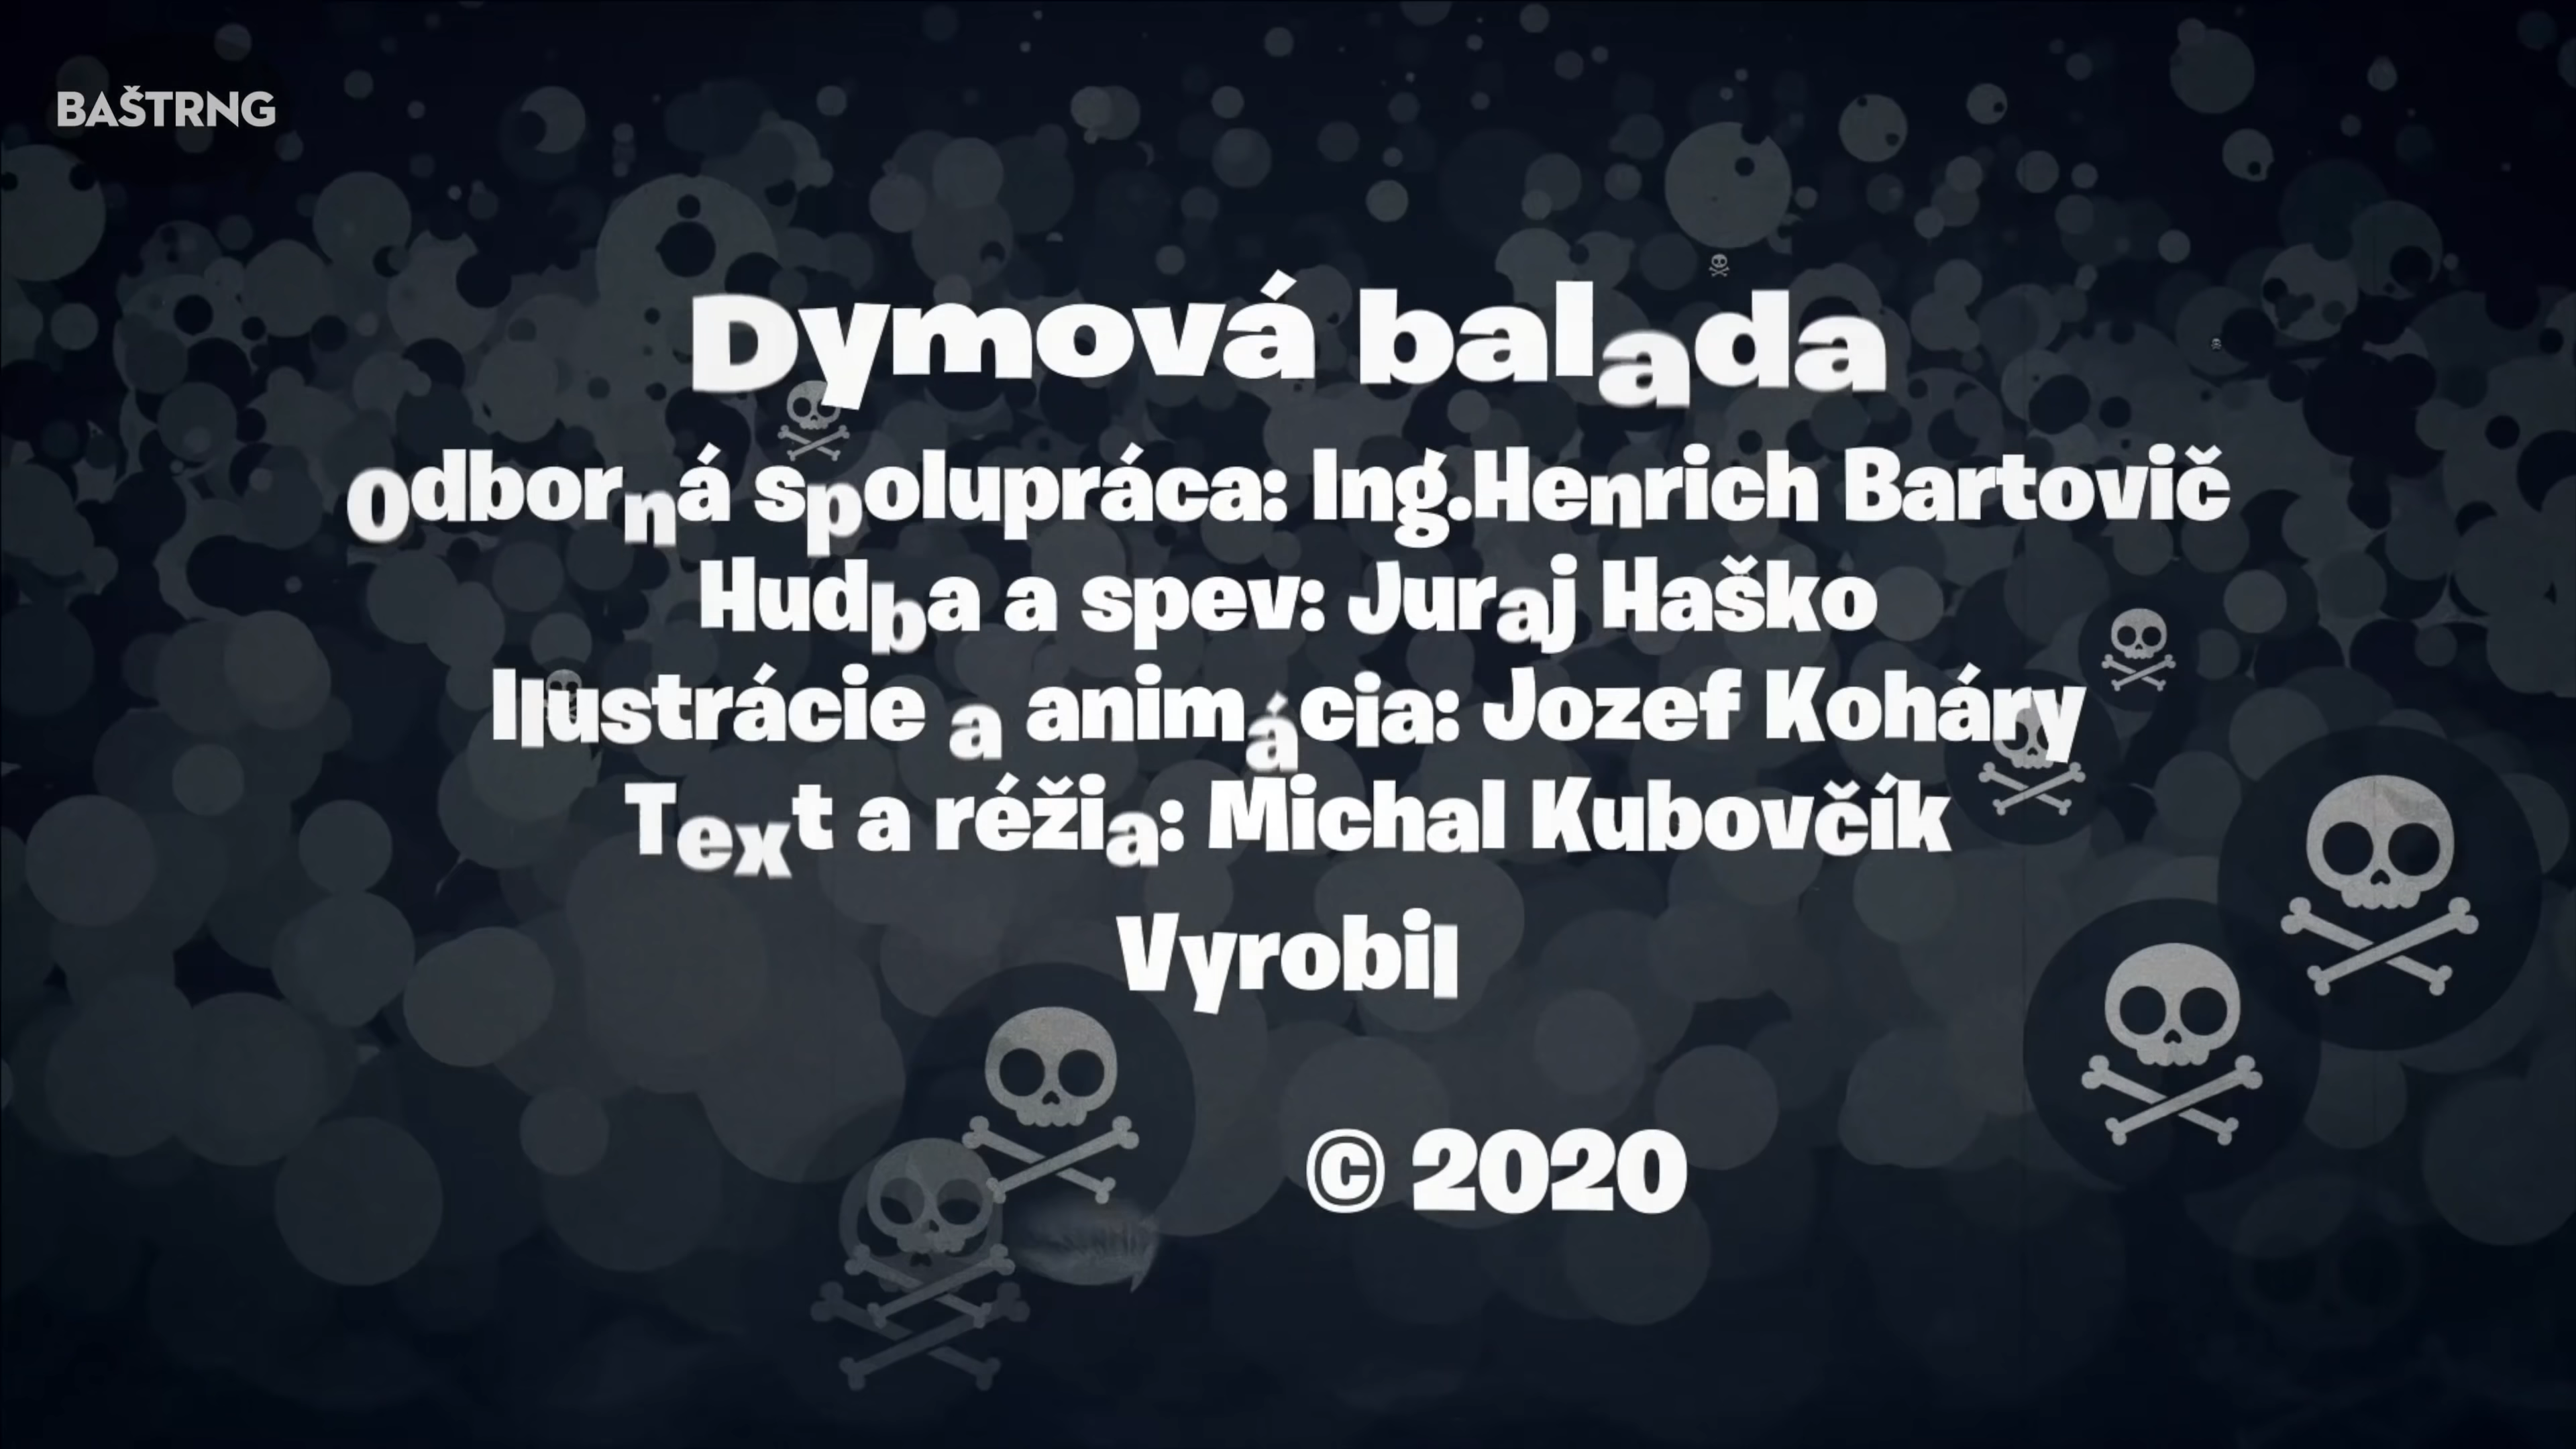 BAŠTRNG
Dymová balada
Odborná spolupráca: Ing.Henrich Bartovič
Hudba a spev: Juraj Haško
Ilustrácie a animácia: Jozef Koháry
Text a réžia: Michal Kubovčík
Vyrobil
© 2020